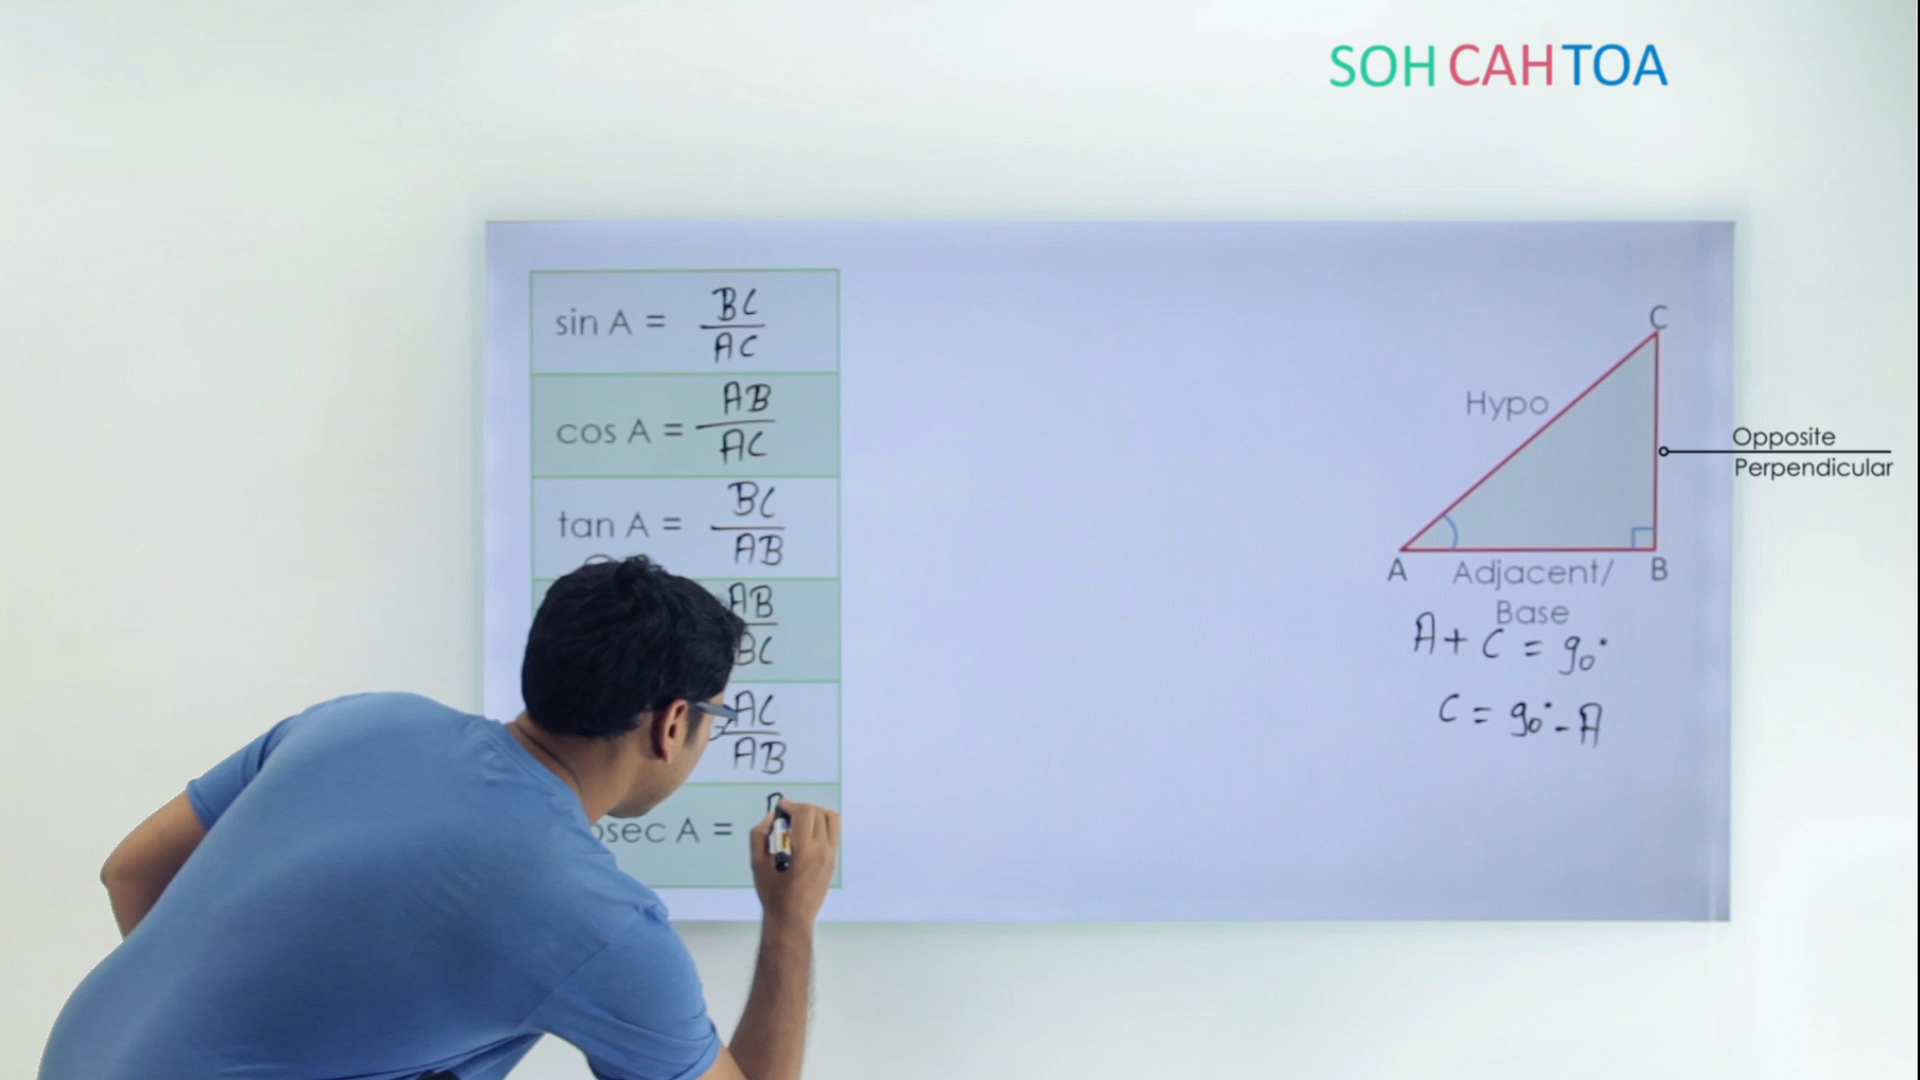 SOH CAH TOA
sin A = BC/AC
cos A = AB/AC
tan A = BC/AB
AB/BC
AC/AB
osec A =
C
Hypo
Opposite
Perpendicular
A
Adjacent/
B
Base
A + C = 90°
C = 90° - A